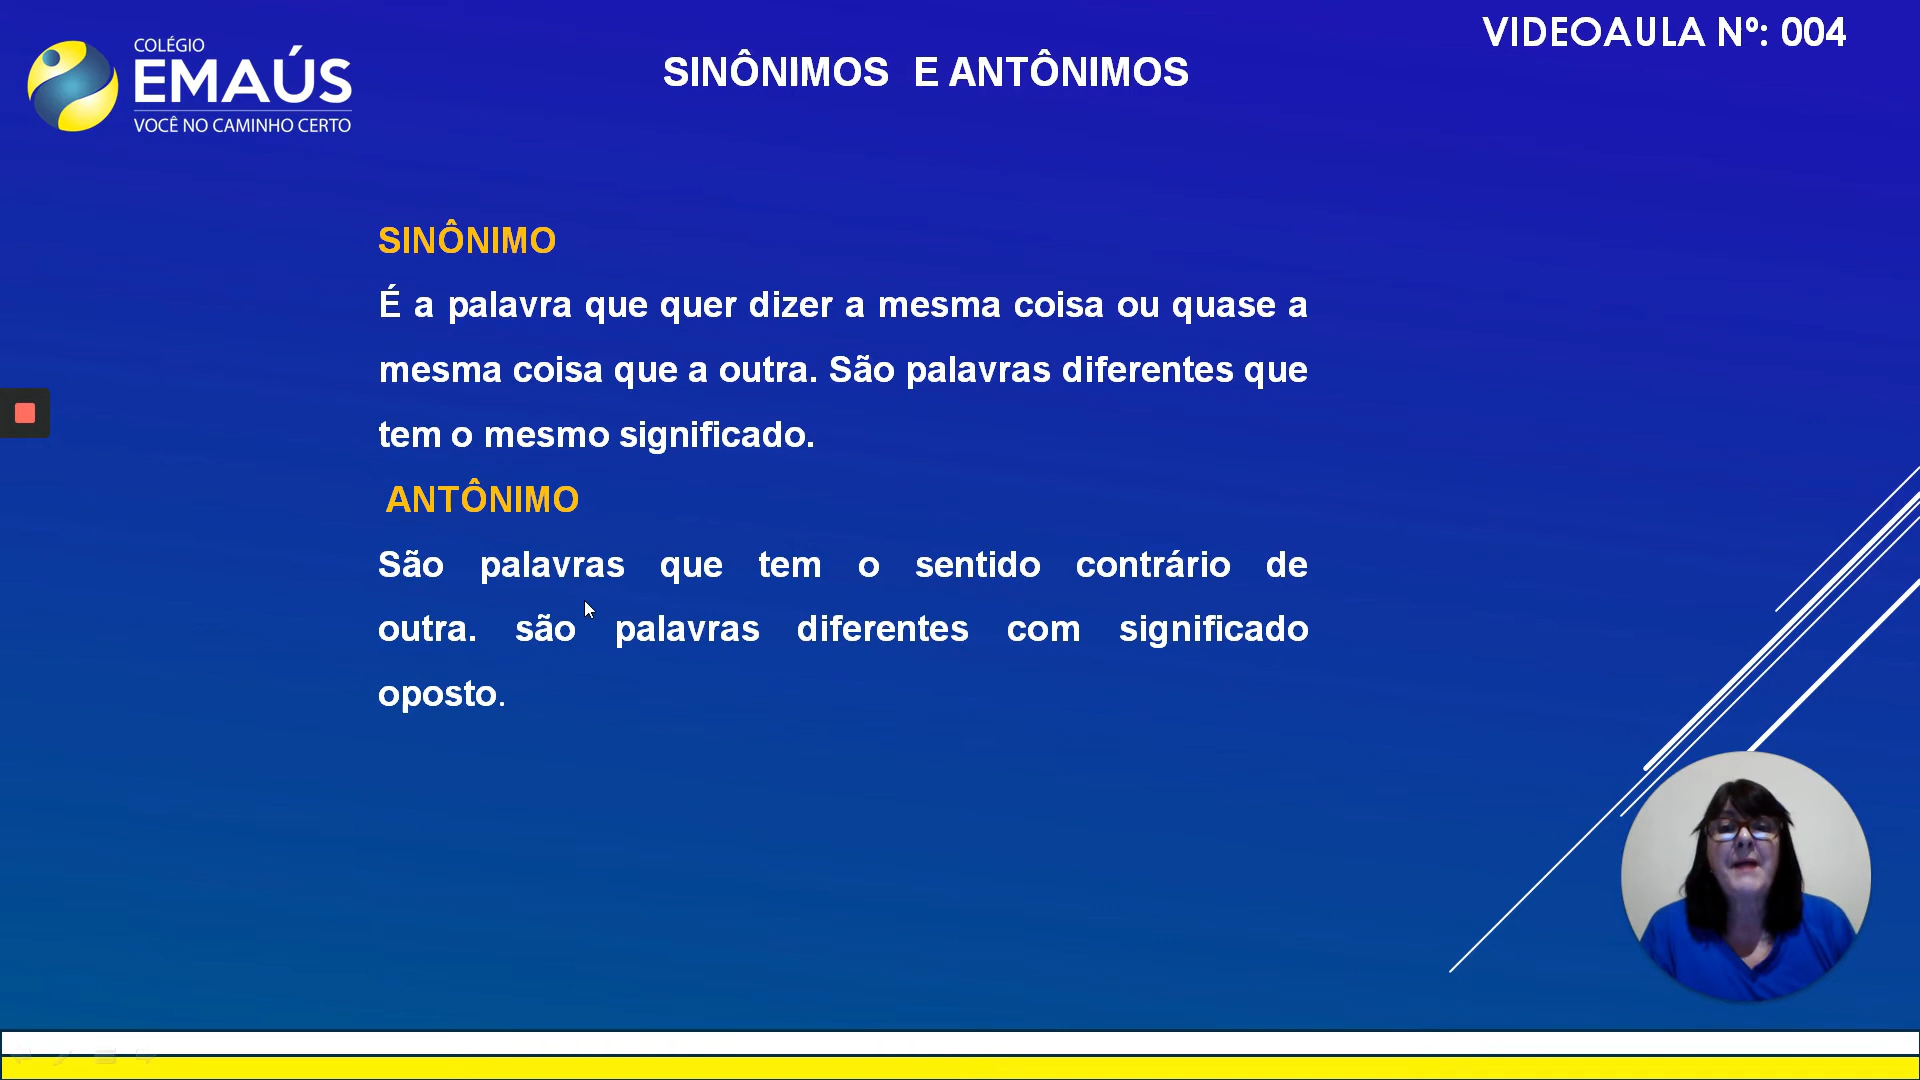 COLÉGIO
EMAÚS
VOCÊ NO CAMINHO CERTO
SINÔNIMOS E ANTÔNIMOS
VIDEOAULA Nº: 004
SINÔNIMO
É a palavra que quer dizer a mesma coisa ou quase a
mesma coisa que a outra. São palavras diferentes que
tem o mesmo significado.
ANTÔNIMO
São palavras que tem o sentido contrário de
outra. são palavras diferentes com significado
oposto.